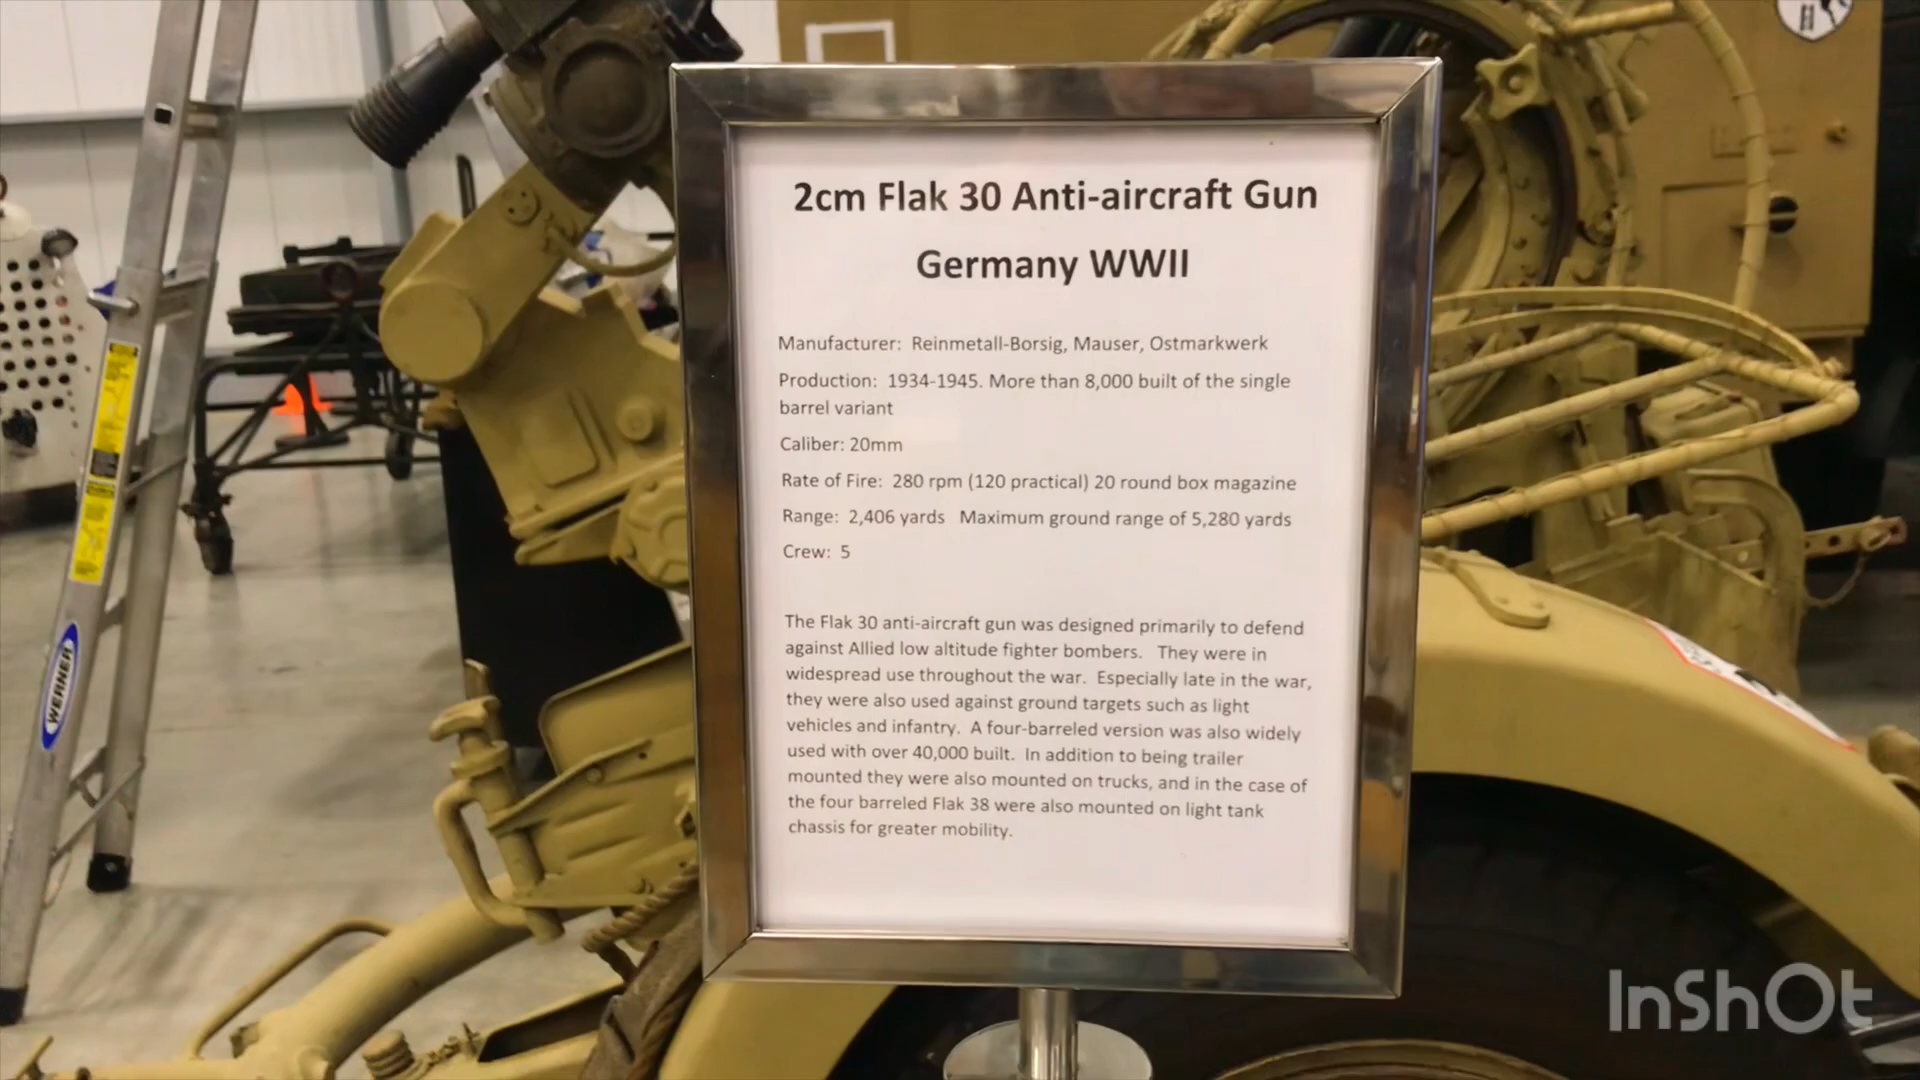 2cm Flak 30 Anti-aircraft Gun
Germany WWII
Manufacturer: Reinmetall-Borsig, Mauser, Ostmarkwerk
Production: 1934-1945. More than 8,000 built of the single
barrel variant
Caliber: 20mm
Rate of Fire: 280 rpm (120 practical) 20 round box magazine
Range: 2,406 yards Maximum ground range of 5,280 yards
Crew: 5
The Flak 30 anti-aircraft gun was designed primarily to defend
against Allied low altitude fighter bombers. They were in
widespread use throughout the war. Especially late in the war,
they were also used against ground targets such as light
vehicles and infantry. A four-barreled version was also widely
used with over 40,000 built. In addition to being trailer
mounted they were also mounted on trucks, and in the case of
the four barreled Flak 38 were also mounted on light tank
chassis for greater mobility.
WERNER
InShOt